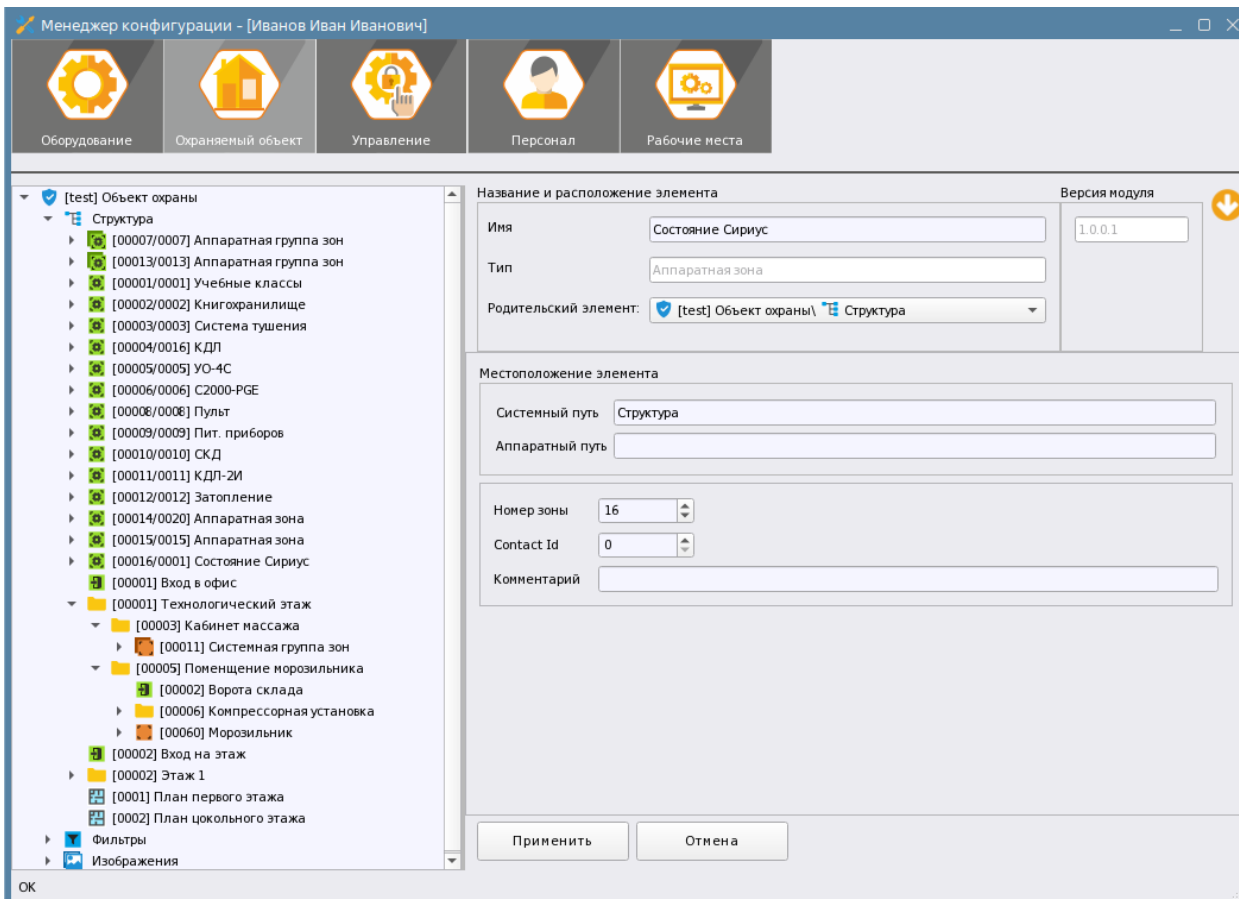 Менеджер конфигурации - [Иванов Иван Иванович]
Оборудование
Охраняемый объект
Управление
Персонал
Рабочие места
[test] Объект охраны
Структура
[00007/0007] Аппаратная группа зон
[00013/0013] Аппаратная группа зон
[00001/0001] Учебные классы
[00002/0002] Книгохранилище
[00003/0003] Система тушения
[00004/0016] КДЛ
[00005/0005] УО-4С
[00006/0006] С2000-PGE
[00008/0008] Пульт
[00009/0009] Пит. приборов
[00010/0010] СКД
[00011/0011] КДЛ-2И
[00012/0012] Затопление
[00014/0020] Аппаратная зона
[00015/0015] Аппаратная зона
[00016/0001] Состояние Сириус
[00001] Вход в офис
[00001] Технологический этаж
[00003] Кабинет массажа
[00011] Системная группа зон
[00005] Поменщение морозильника
[00002] Ворота склада
[00006] Компрессорная установка
[00060] Морозильник
[00002] Вход на этаж
[00002] Этаж 1
[0001] План первого этажа
[0002] План цокольного этажа
Фильтры
Изображения
Название и расположение элемента
Версия модуля
Имя
Состояние Сириус
1.0.0.1
Тип
Аппаратная зона
Родительский элемент:
[test] Объект охраны\ Структура
Местоположение элемента
Системный путь
Структура
Аппаратный путь
Номер зоны
16
Contact Id
0
Комментарий
Применить
Отмена
OK